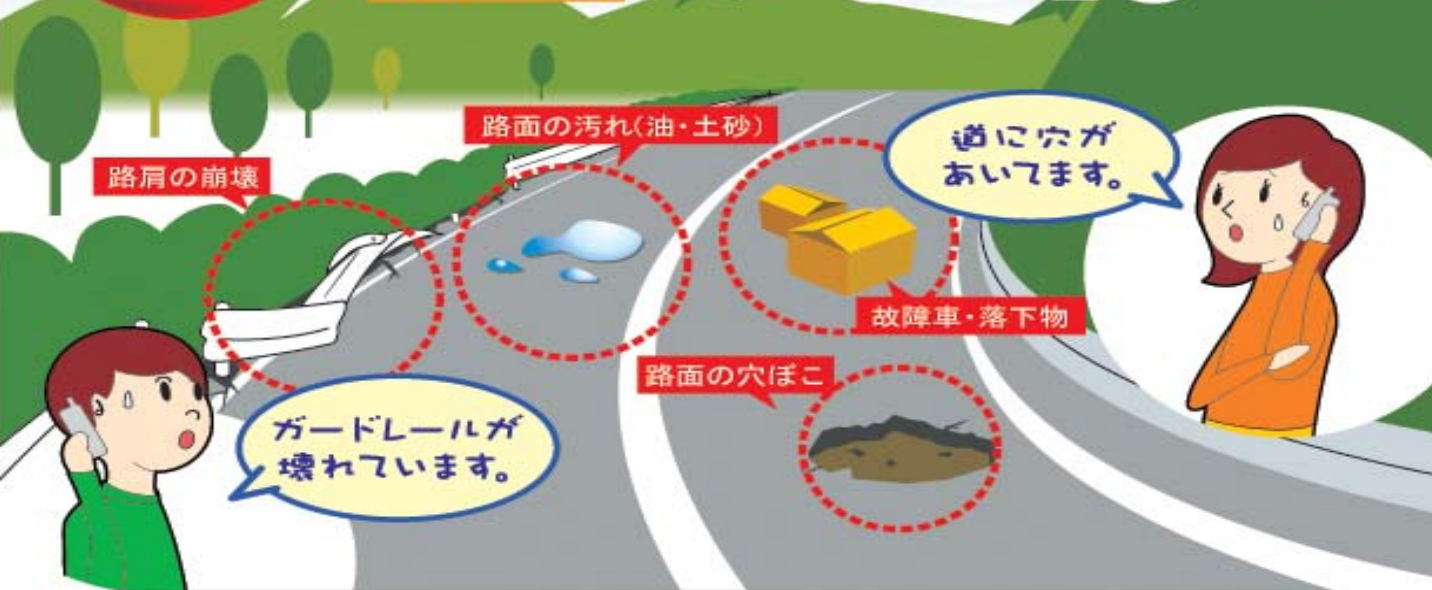 路面の汚れ(油・土砂)
道に穴が
あいてます。
路肩の崩壊
故障車・落下物
路面の穴ぼこ
ガードレールが
壊れています。